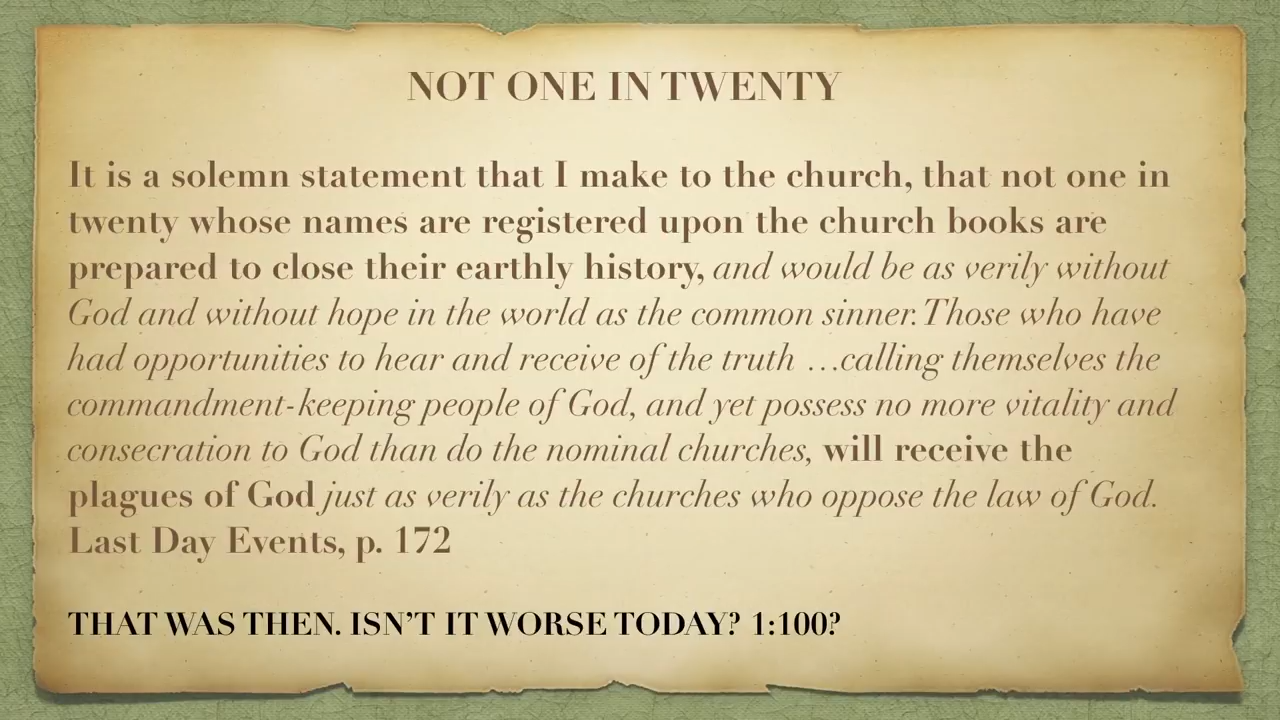 NOT ONE IN TWENTY
It is a solemn statement that I make to the church, that not one in
twenty whose names are registered upon the church books are
prepared to close their earthly history, and would be as verily without
God and without hope in the world as the common sinner. Those who have
had opportunities to hear and receive of the truth …calling themselves the
commandment-keeping people of God, and yet possess no more vitality and
consecration to God than do the nominal churches, will receive the
plagues of God just as verily as the churches who oppose the law of God.
Last Day Events, p. 172
THAT WAS THEN. ISN’T IT WORSE TODAY? 1:100?